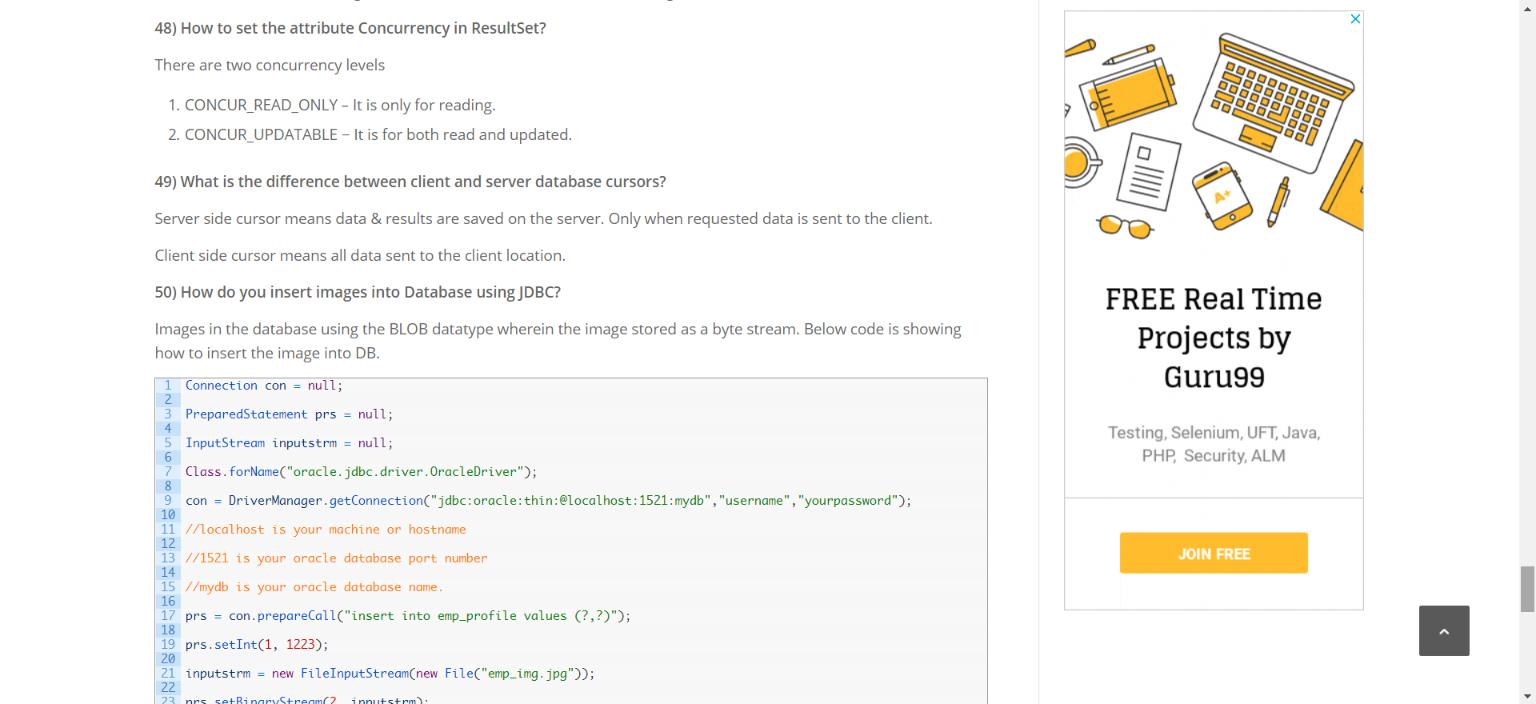 48) How to set the attribute Concurrency in ResultSet?
There are two concurrency levels
1. CONCUR_READ_ONLY – It is only for reading.
2. CONCUR_UPDATABLE – It is for both read and updated.
49) What is the difference between client and server database cursors?
Server side cursor means data & results are saved on the server. Only when requested data is sent to the client.
Client side cursor means all data sent to the client location.
50) How do you insert images into Database using JDBC?
Images in the database using the BLOB datatype wherein the image stored as a byte stream. Below code is showing
how to insert the image into DB.
1 Connection con = null;
2
3 PreparedStatement prs = null;
4
5 InputStream inputstrm = null;
6
7 Class.forName("oracle.jdbc.driver.OracleDriver");
8
9 con = DriverManager.getConnection("jdbc:oracle:thin:@localhost:1521:mydb","username","yourpassword");
10
11 //localhost is your machine or hostname
12
13 //1521 is your oracle database port number
14
15 //mydb is your oracle database name.
16
17 prs = con.prepareCall("insert into emp_profile values (?,?)");
18
19 prs.setInt(1, 1223);
20
21 inputstrm = new FileInputStream(new File("emp_img.jpg"));
22
23 prs.setBinaryStream(2, inputstrm);
A+
FREE Real Time
Projects by
Guru99
Testing, Selenium, UFT, Java,
PHP, Security, ALM
JOIN FREE